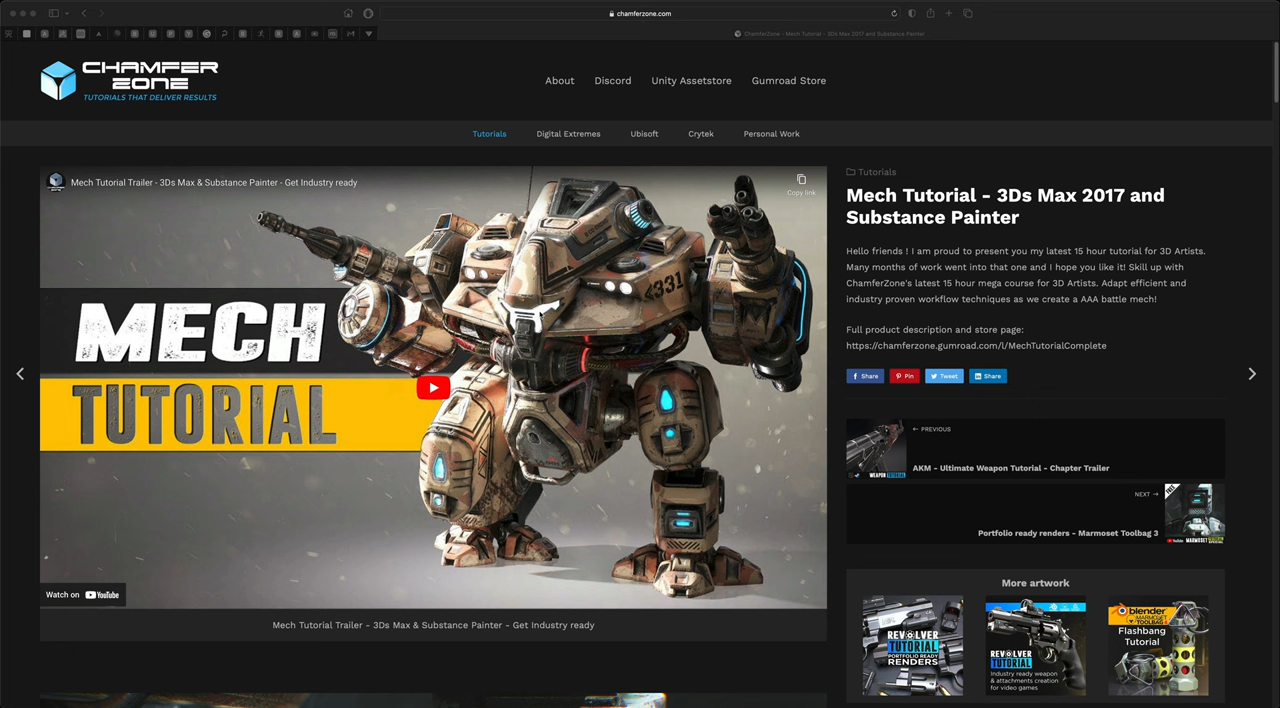 chamferzone.com
ChamferZone - Mech Tutorial - 3Ds Max 2017 and Substance Painter
CHAMFER
ZONE
TUTORIALS THAT DELIVER RESULTS
About
Discord
Unity Assetstore
Gumroad Store
Tutorials
Digital Extremes
Ubisoft
Crytek
Personal Work
Mech Tutorial Trailer - 3Ds Max & Substance Painter - Get Industry ready
Copy link
4331
MECH
TUTORIAL
Watch on YouTube
Mech Tutorial Trailer - 3Ds Max & Substance Painter - Get Industry ready
Tutorials
Mech Tutorial - 3Ds Max 2017 and
Substance Painter
Hello friends ! I am proud to present you my latest 15 hour tutorial for 3D Artists.
Many months of work went into that one and I hope you like it! Skill up with
ChamferZone's latest 15 hour mega course for 3D Artists. Adapt efficient and
industry proven workflow techniques as we create a AAA battle mech!
Full product description and store page:
https://chamferzone.gumroad.com/l/MechTutorialComplete
Share
Pin
Tweet
Share
← PREVIOUS
AKM - Ultimate Weapon Tutorial - Chapter Trailer
WEAPON TUTORIAL
NEXT →
Portfolio ready renders - Marmoset Toolbag 3
More artwork
REVOLVER
TUTORIAL
PORTFOLIO READY
RENDERS
REVOLVER
TUTORIAL
Industry ready weapon
& attachments creation
for video games
blender
MARMOSET
TOOLBAG
Flashbang
Tutorial